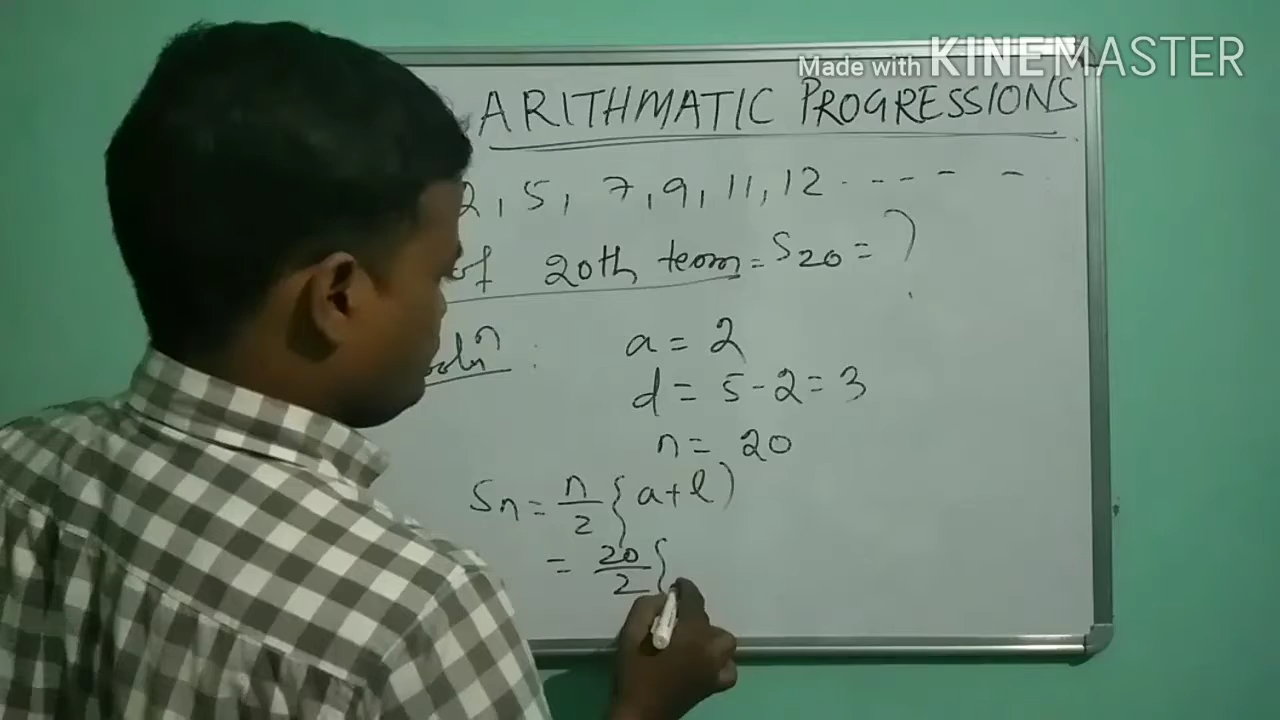 Made with KINEMASTER
ARITHMATIC PROGRESSIONS
2, 5, 7, 9, 11, 12 - - - - -
of 20th term = S20 = ?
soln :
a = 2
d = 5 - 2 = 3
n = 20
Sn = n/2 { a + l )
= 20/2 {